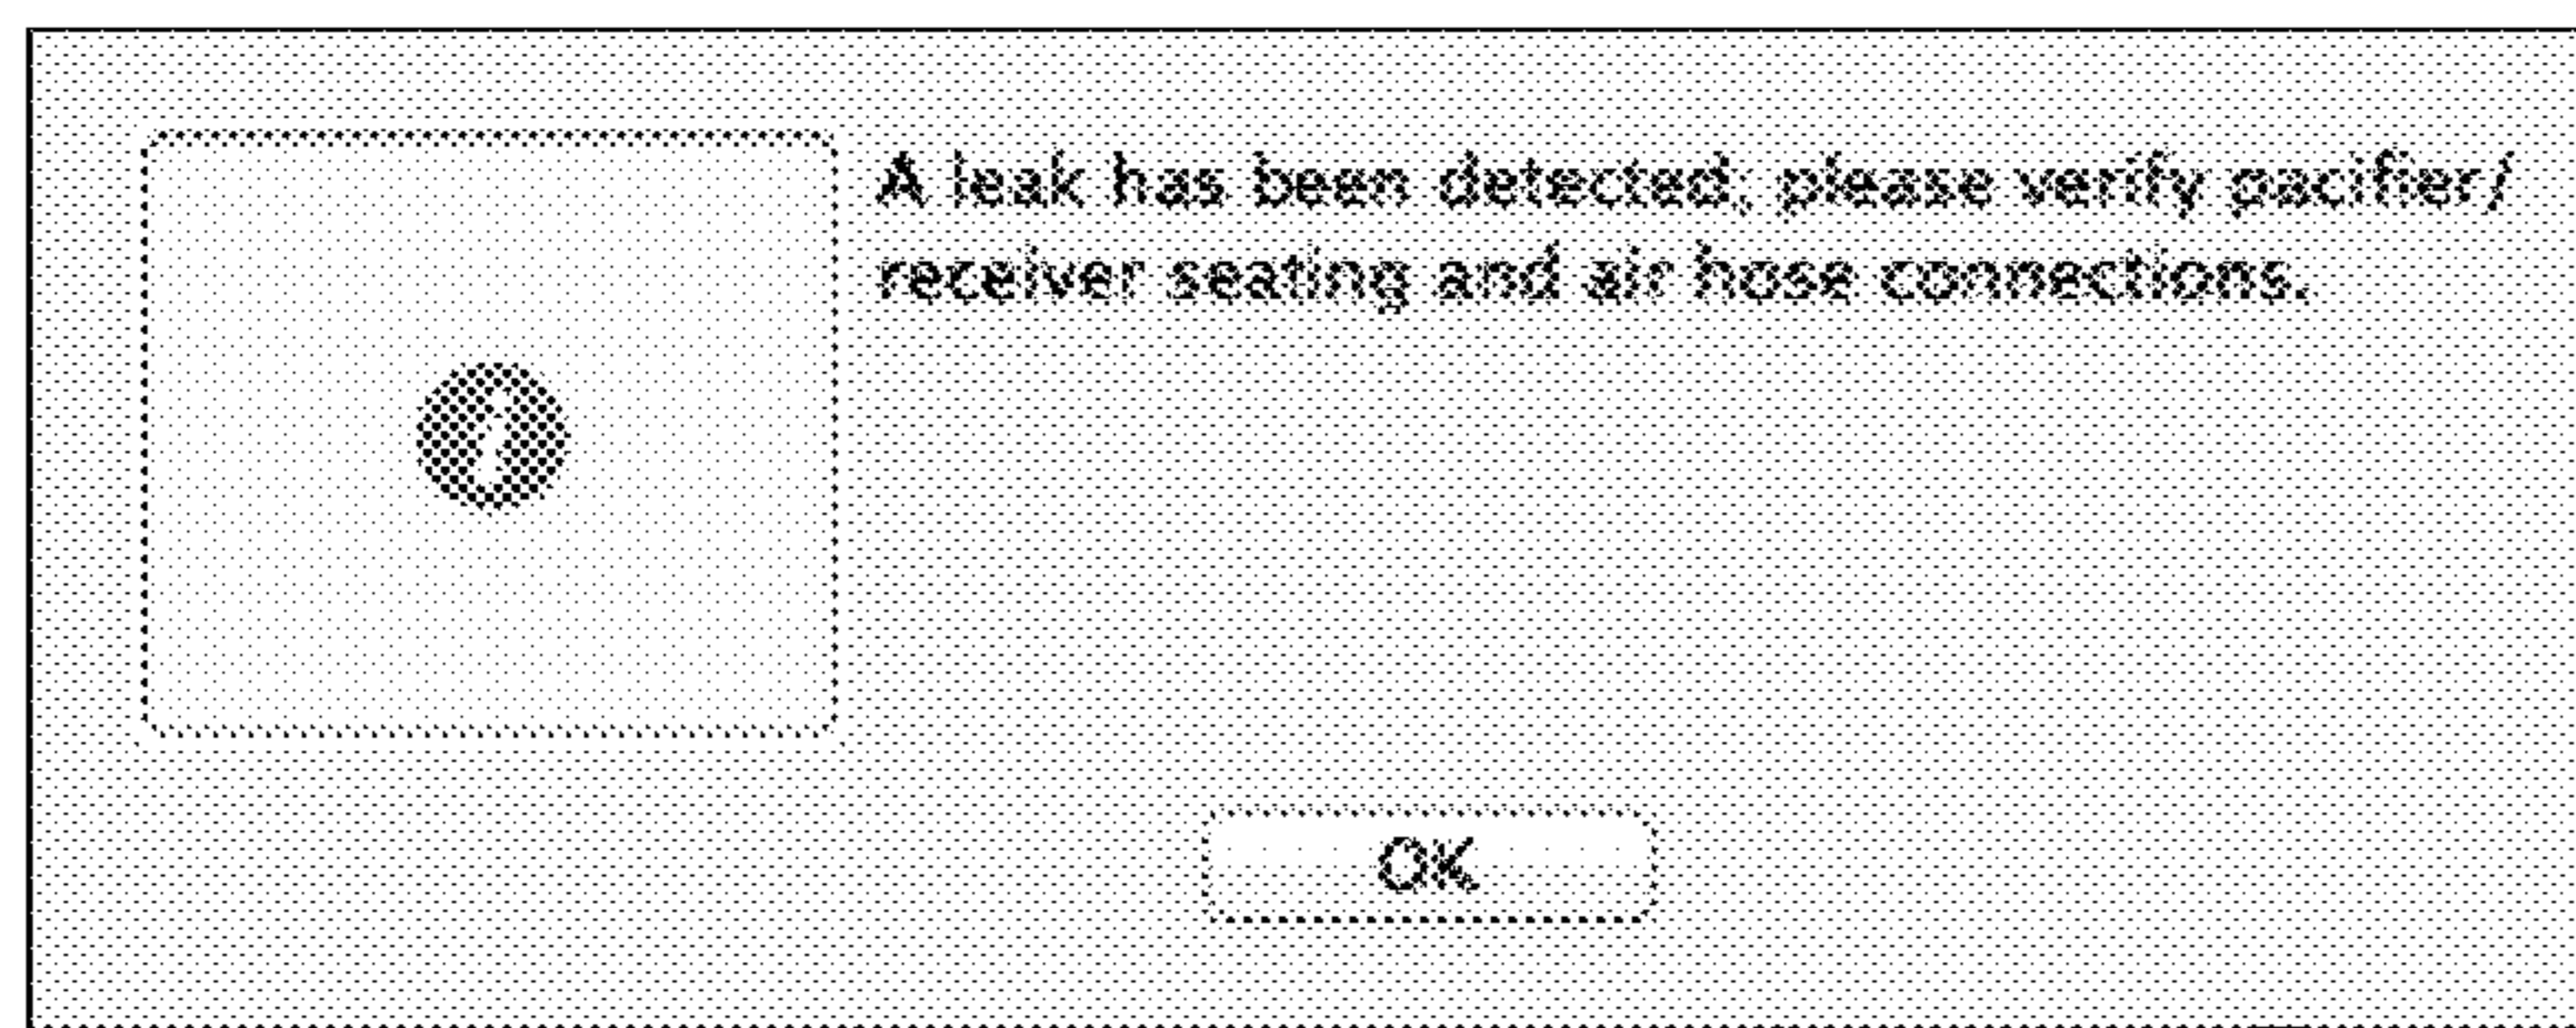 A leak has been detected, please verify pacifier/
receiver seating and air hose connections.
i
OK